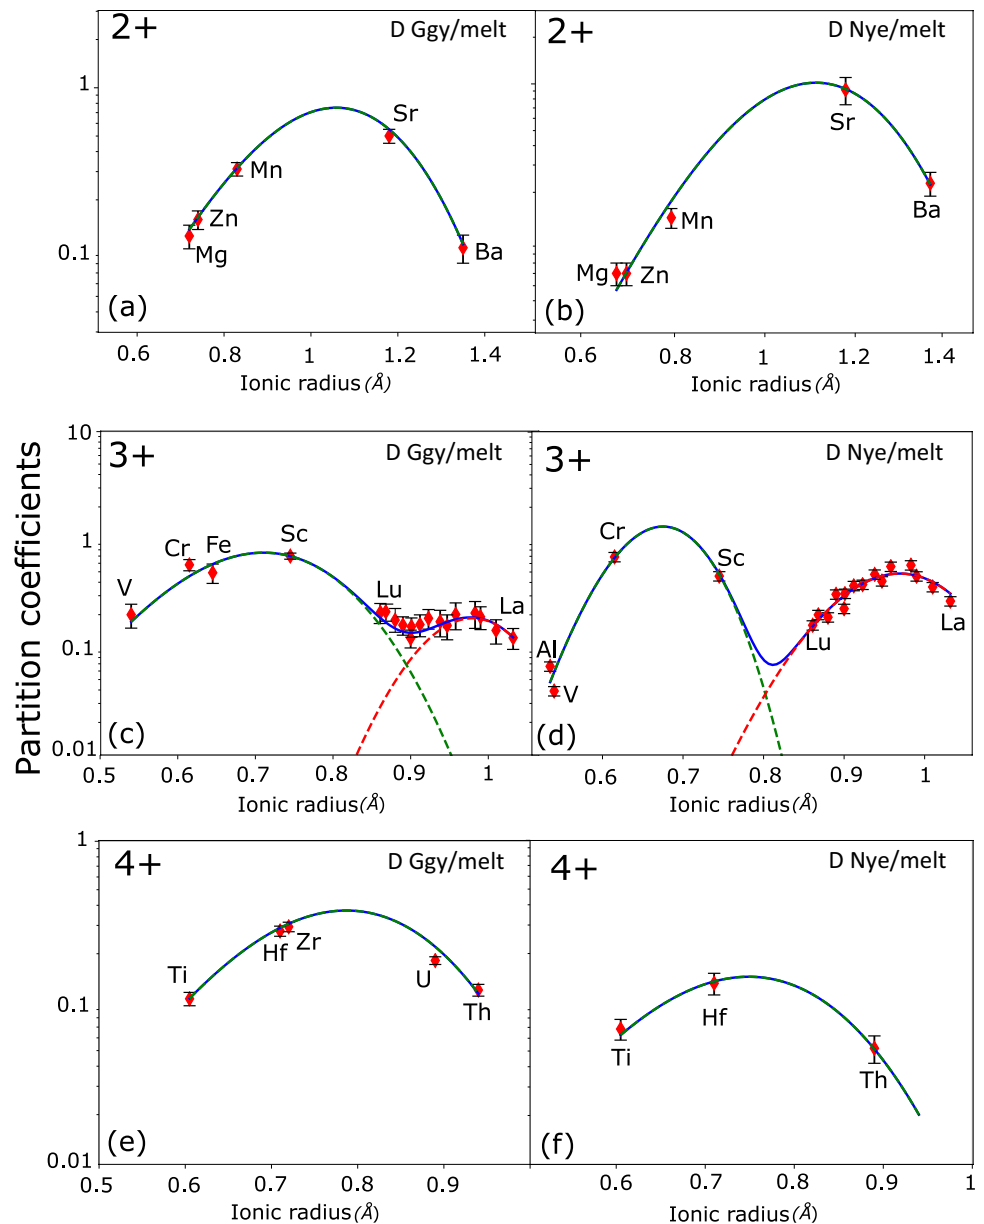 2+
D Ggy/melt
1
Sr
Mn
Zn
Mg
Ba
0.1
(a)
0.6
0.8
1
1.2
1.4
Ionic radius(Å)
2+
D Nye/melt
Sr
Mn
Ba
Mg
Zn
(b)
0.6
0.8
1
1.2
1.4
Ionic radius(Å)
Partition coefficients
10
3+
D Ggy/melt
1
Cr
Fe
Sc
V
Lu
La
0.1
(c)
0.01
0.5
0.6
0.7
0.8
0.9
1
Ionic radius(Å)
3+
D Nye/melt
Cr
Sc
Al
V
Lu
La
(d)
0.6
0.7
0.8
0.9
1
Ionic radius(Å)
1
4+
D Ggy/melt
Ti
Hf
Zr
U
Th
0.1
(e)
0.01
0.5
0.6
0.7
0.8
0.9
Ionic radius(Å)
4+
D Nye/melt
Ti
Hf
Th
(f)
0.6
0.7
0.8
0.9
1
Ionic radius(Å)